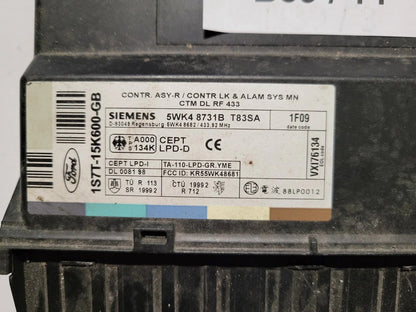 CONTR. ASY-R / CONTR LK & ALAM SYS MN
CTM DL RF 433
SIEMENS 5WK4 8731B T83SA 1F09
D-93049 Regensburg 5WK4 8682 / 433.92 MHz date code
A000 CEPT
134K LPD-D CE
CEPT LPD-I TA-110-LPD-GR.YME
DL 0081 98 FCC ID: KR55WK48681
TÜ R 113 CTÜ 1999 2
SR 1999 2 R 712 88LP0012
Ford
1S7T-15K600-GB
VXT76134